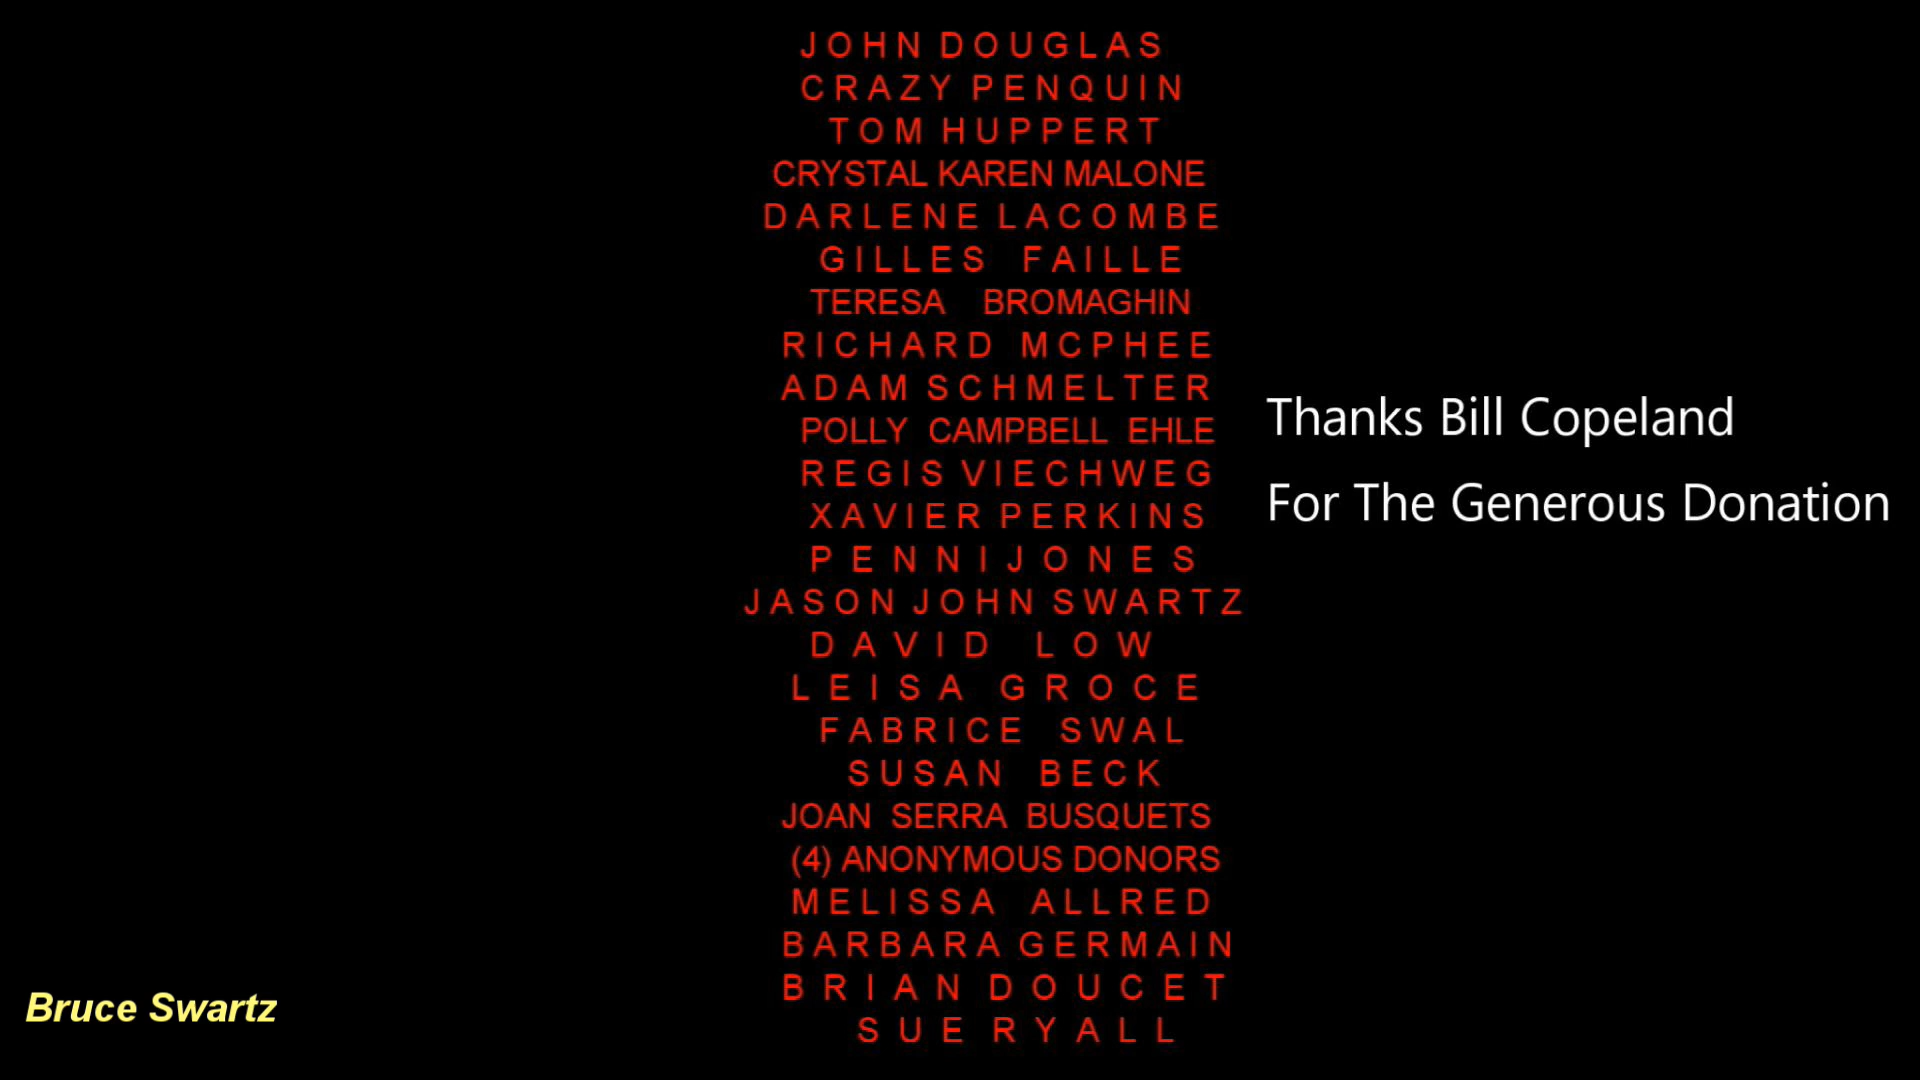 JOHN DOUGLAS
CRAZY PENQUIN
TOM HUPPERT
CRYSTAL KAREN MALONE
DARLENE LACOMBE
GILLES FAILLE
TERESA BROMAGHIN
RICHARD MCPHEE
ADAM SCHMELTER
POLLY CAMPBELL EHLE
REGIS VIECHWEG
XAVIER PERKINS
PENNI JONES
JASON JOHN SWARTZ
DAVID LOW
LEISA GROCE
FABRICE SWAL
SUSAN BECK
JOAN SERRA BUSQUETS
(4) ANONYMOUS DONORS
MELISSA ALLRED
BARBARA GERMAIN
BRIAN DOUCET
SUE RYALL
Thanks Bill Copeland
For The Generous Donation
Bruce Swartz